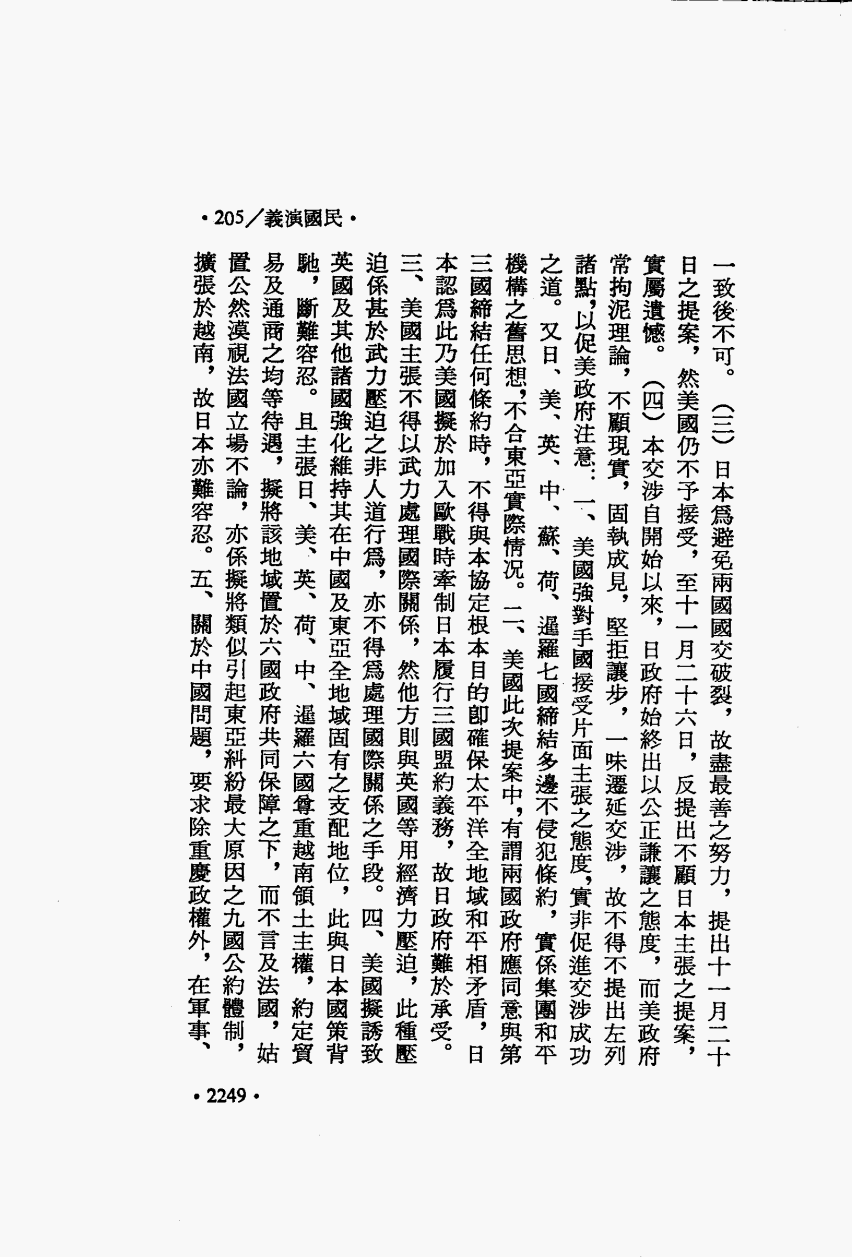 •205/義演國民•
一致後不可。（三）日本爲避免兩國國交破裂，故盡最善之努力，提出十一月二十
日之提案，然美國仍不予接受，至十一月二十六日，反提出不顧日本主張之提案，
實屬遺憾。（四）本交涉自開始以來，日政府始終出以公正謙讓之態度，而美政府
常拘泥理論，不顧現實，固執成見，堅拒讓步，一味遷延交涉，故不得不提出左列
諸點，以促美政府注意：一、美國強對手國接受片面主張之態度，實非促進交涉成功
之道。又日、美、英、中、蘇、荷、暹羅七國締結多邊不侵犯條約，實係集團和平
機構之舊思想，不合東亞實際情况。二、美國此次提案中，有謂兩國政府應同意與第
三國締結任何條約時，不得與本協定根本目的卽確保太平洋全地域和平相矛盾，日
本認爲此乃美國擬於加入歐戰時牽制日本履行三國盟約義務，故日政府難於承受。
三、美國主張不得以武力處理國際關係，然他方則與英國等用經濟力壓迫，此種壓
迫係甚於武力壓迫之非人道行爲，亦不得爲處理國際關係之手段。四、美國擬誘致
英國及其他諸國強化維持其在中國及東亞全地域固有之支配地位，此與日本國策背
馳，斷難容忍。且主張日、美、英、荷、中、暹羅六國尊重越南領土主權，約定貿
易及通商之均等待遇，擬將該地域置於六國政府共同保障之下，而不言及法國，姑
置公然漠視法國立場不論，亦係擬將類似引起東亞糾紛最大原因之九國公約體制，
擴張於越南，故日本亦難容忍。五、關於中國問題，要求除重慶政權外，在軍事、
•2249•